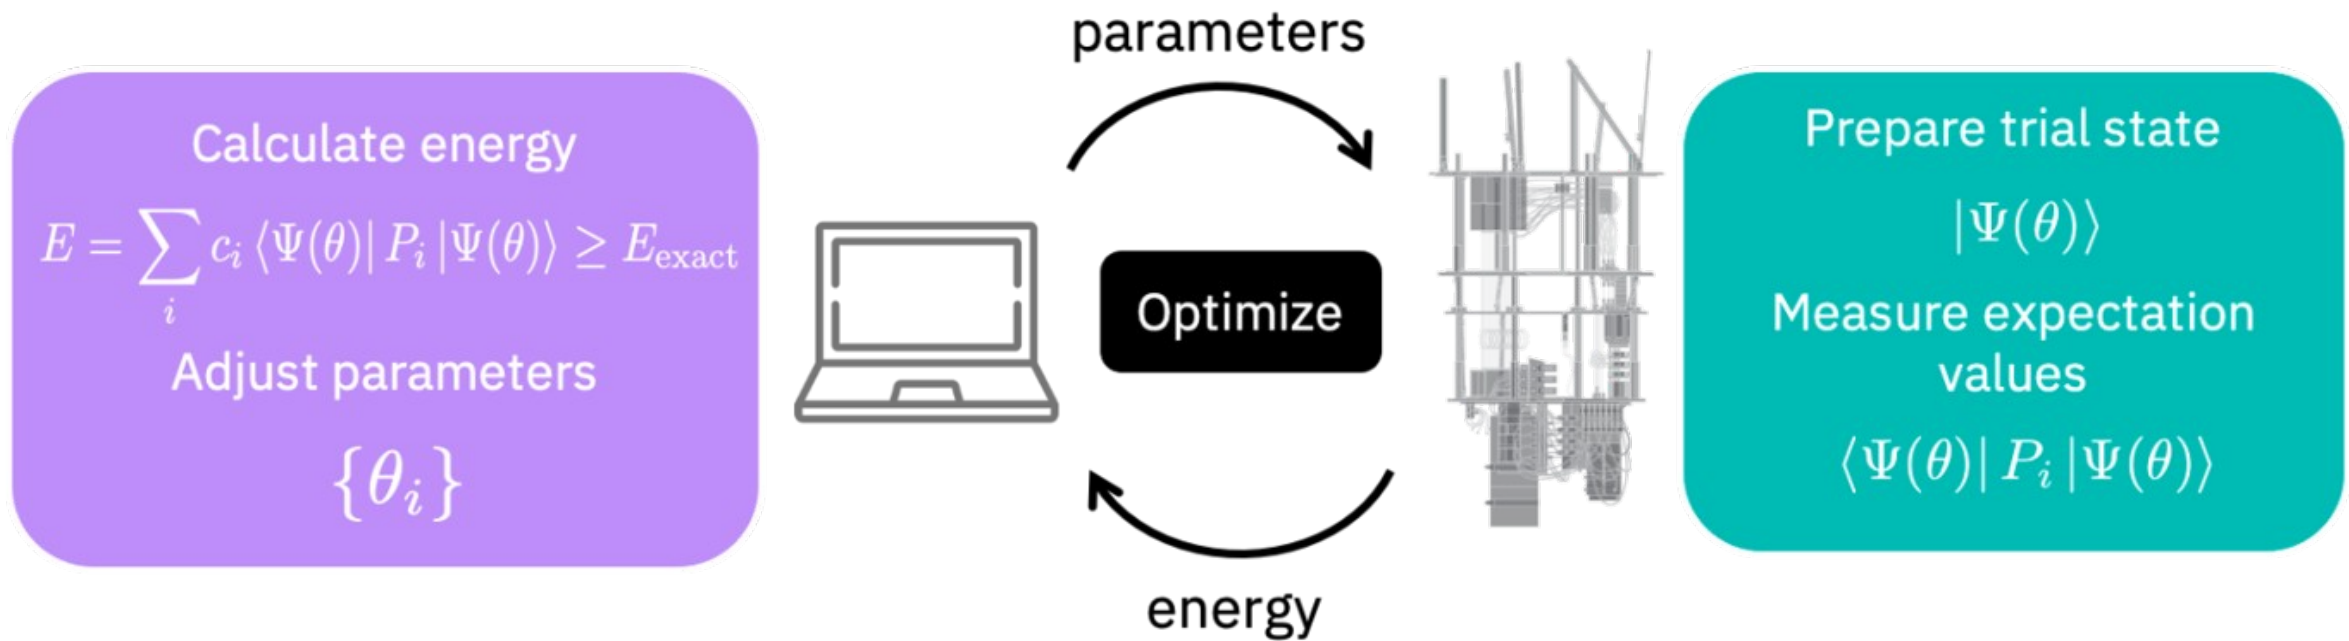 parameters
Calculate energy
E = ∑_i c_i ⟨Ψ(θ)| P_i |Ψ(θ)⟩ ≥ E_exact
Adjust parameters
{θ_i}
Optimize
energy
Prepare trial state
|Ψ(θ)⟩
Measure expectation
values
⟨Ψ(θ)| P_i |Ψ(θ)⟩